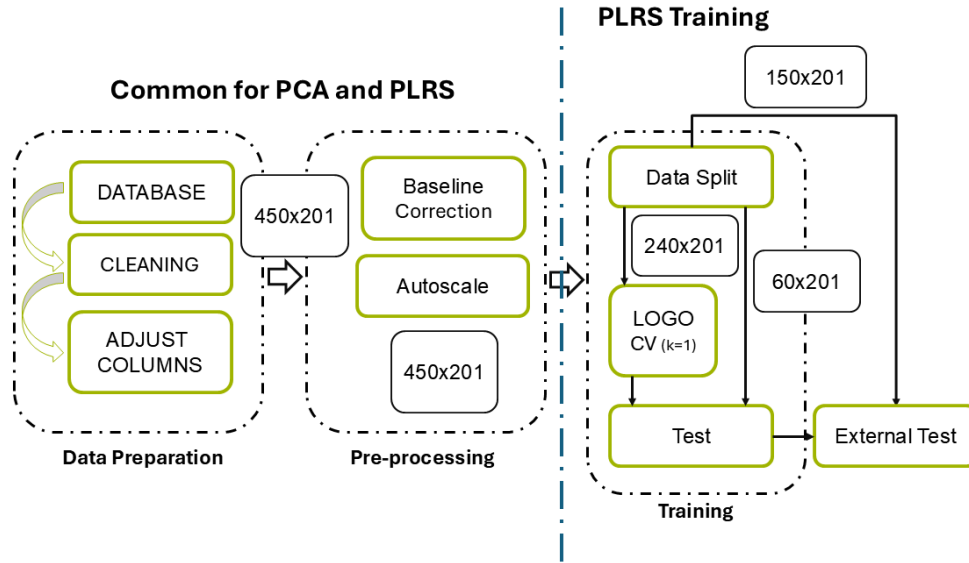 PLRS Training
Common for PCA and PLRS
150x201
DATABASE
CLEANING
ADJUST
COLUMNS
Data Preparation
450x201
Baseline
Correction
Autoscale
450x201
Pre-processing
Data Split
240x201
60x201
LOGO
CV (k=1)
Test
External Test
Training